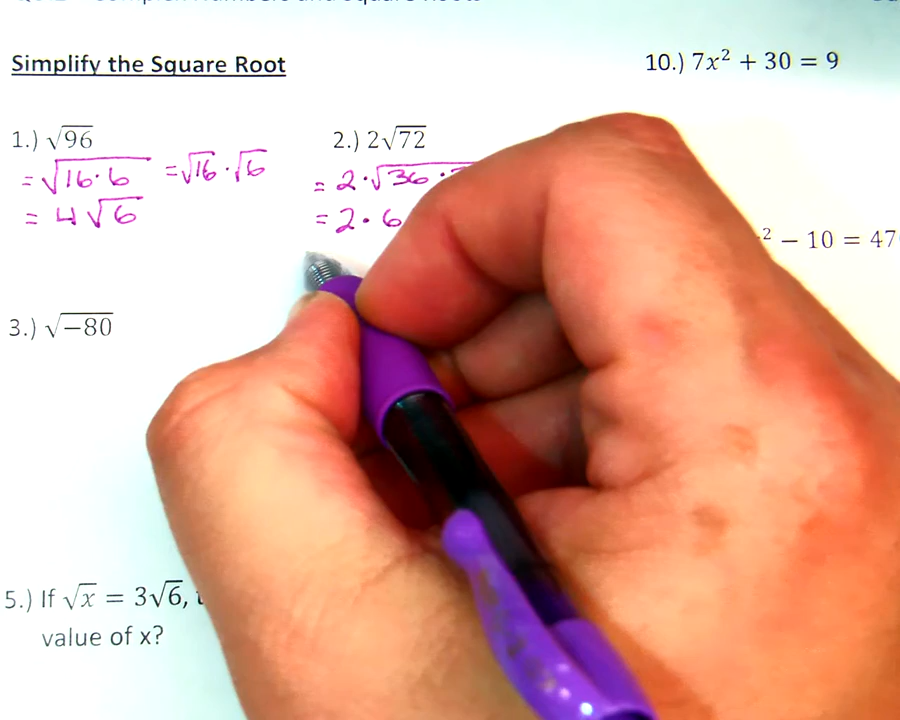 Simplify the Square Root
10.) 7x² + 30 = 9
1.) √96
= √16·6 = √16 · √6
= 4√6
2.) 2√72
= 2·√36 ·
= 2 · 6
² − 10 = 47
3.) √−80
5.) If √x = 3√6,
value of x?